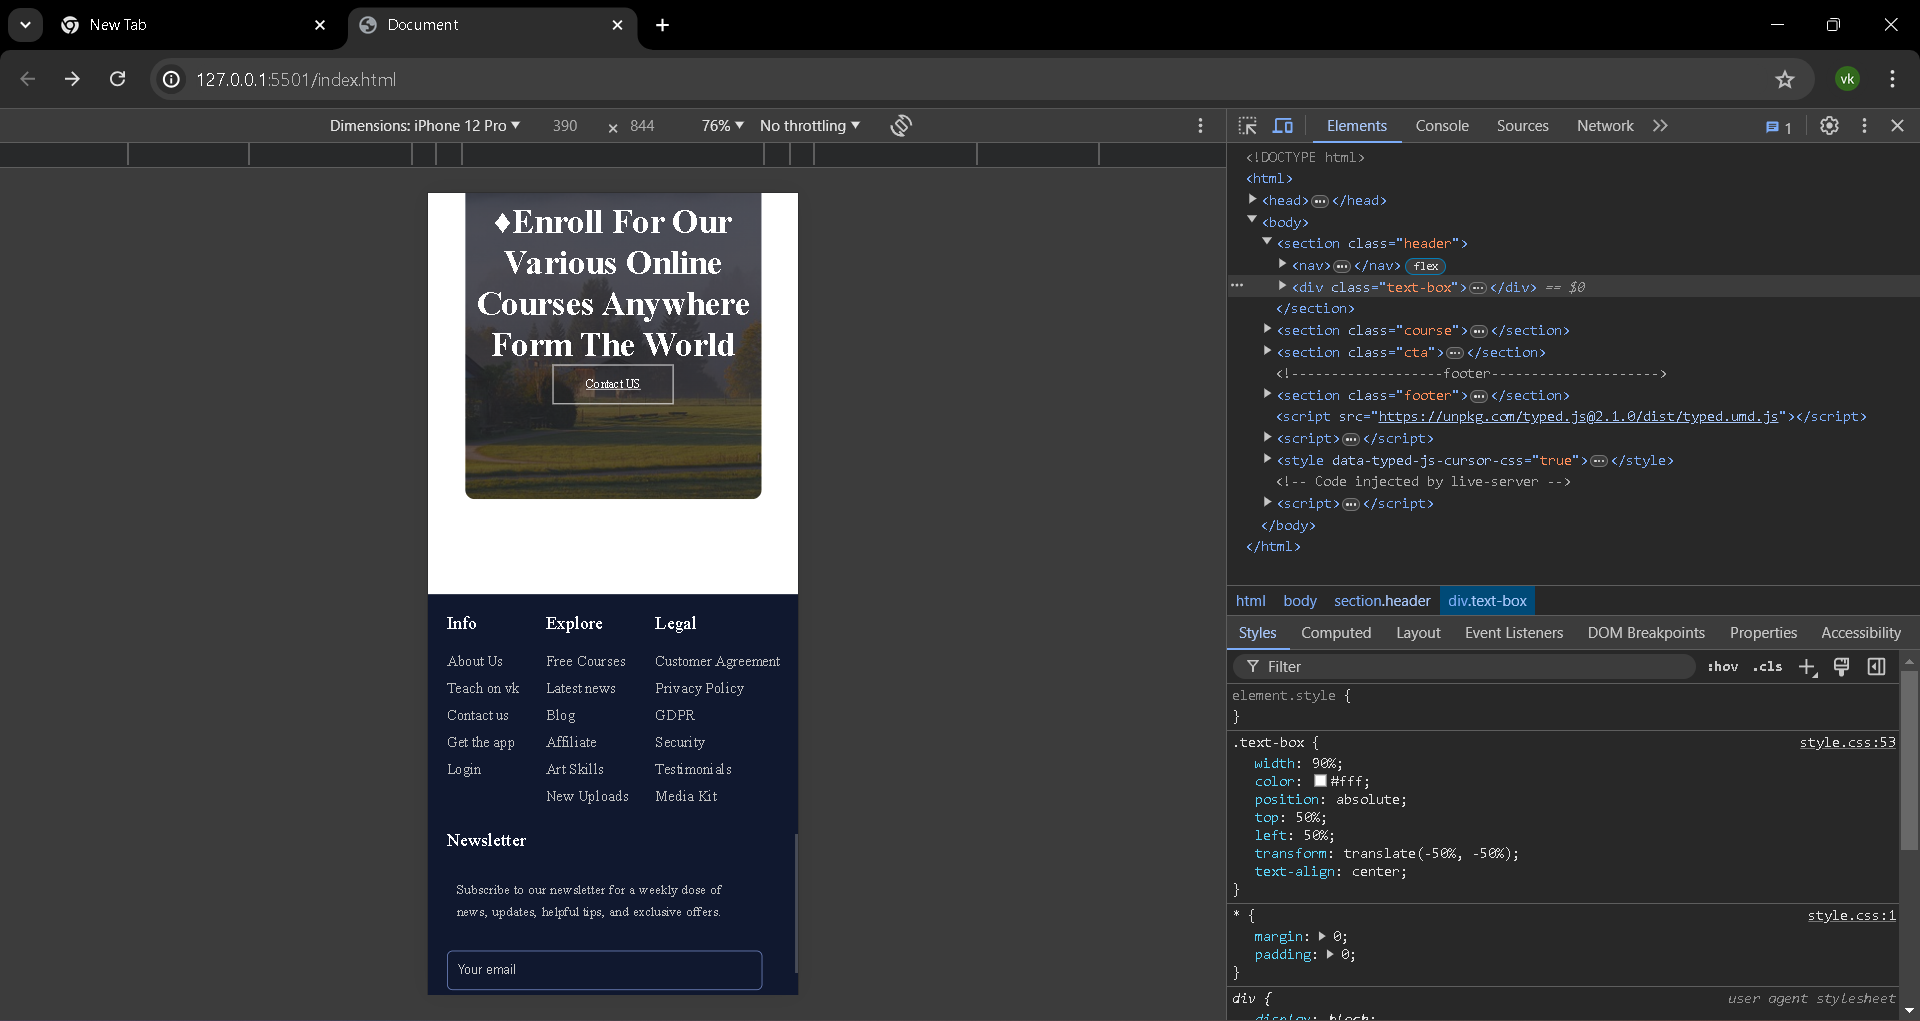 New Tab
Document
127.0.0.1:5501/index.html
vk
Dimensions: iPhone 12 Pro
390 x 844
76%
No throttling
♦Enroll For Our
Various Online
Courses Anywhere
Form The World
Contact US
Info
About Us
Teach on vk
Contact us
Get the app
Login
Explore
Free Courses
Latest news
Blog
Affiliate
Art Skills
New Uploads
Legal
Customer Agreement
Privacy Policy
GDPR
Security
Testimonials
Media Kit
Newsletter
Subscribe to our newsletter for a weekly dose of
news, updates, helpful tips, and exclusive offers.
Your email
Elements Console Sources Network 1
<!DOCTYPE html>
<html>
<head> ⋯ </head>
<body>
<section class="header">
<nav> ⋯ </nav> flex
⋯ <div class="text-box"> ⋯ </div> == $0
</section>
<section class="course"> ⋯ </section>
<section class="cta"> ⋯ </section>
<!-------------------footer--------------------->
<section class="footer"> ⋯ </section>
<script src="https://unpkg.com/typed.js@2.1.0/dist/typed.umd.js"></script>
<script> ⋯ </script>
<style data-typed-js-cursor-css="true"> ⋯ </style>
<!-- Code injected by live-server -->
<script> ⋯ </script>
</body>
</html>
html body section.header div.text-box
Styles Computed Layout Event Listeners DOM Breakpoints Properties Accessibility
Filter :hov .cls
element.style {
}
.text-box { style.css:53
width: 90%;
color: #fff;
position: absolute;
top: 50%;
left: 50%;
transform: translate(-50%, -50%);
text-align: center;
}
* { style.css:1
margin: 0;
padding: 0;
}
div { user agent stylesheet
display: block;